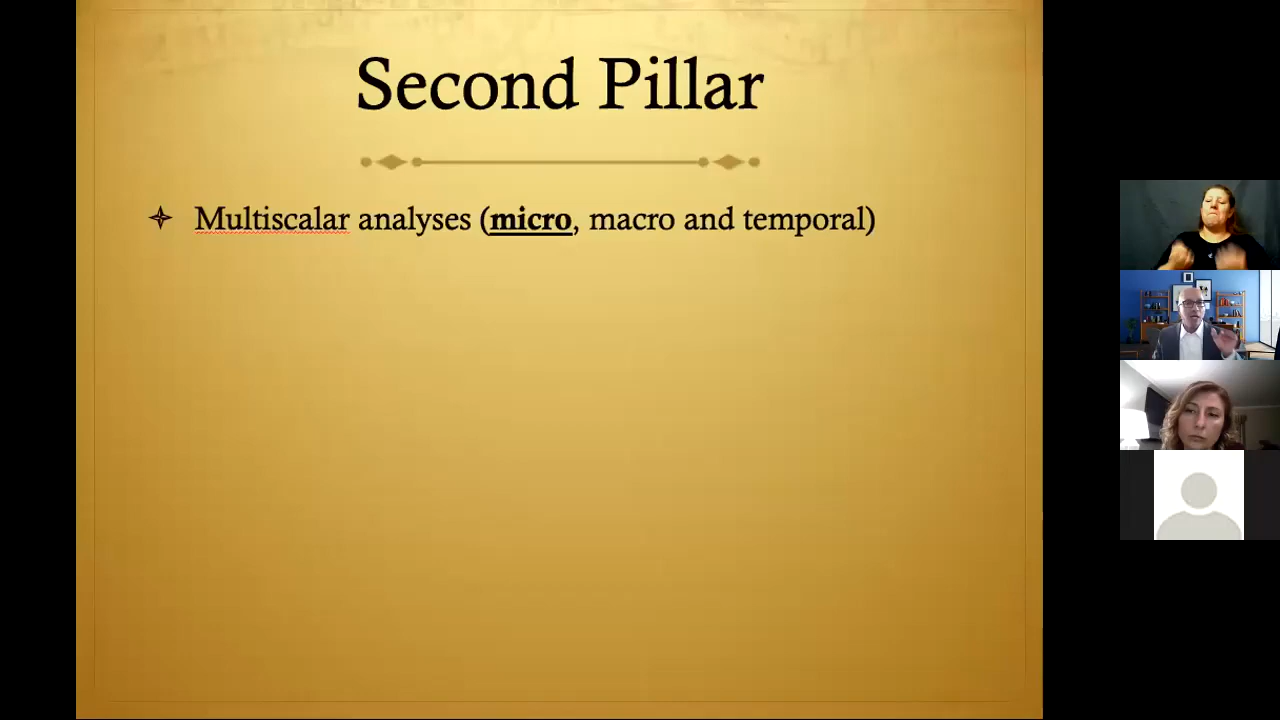 Second Pillar
Multiscalar analyses (micro, macro and temporal)